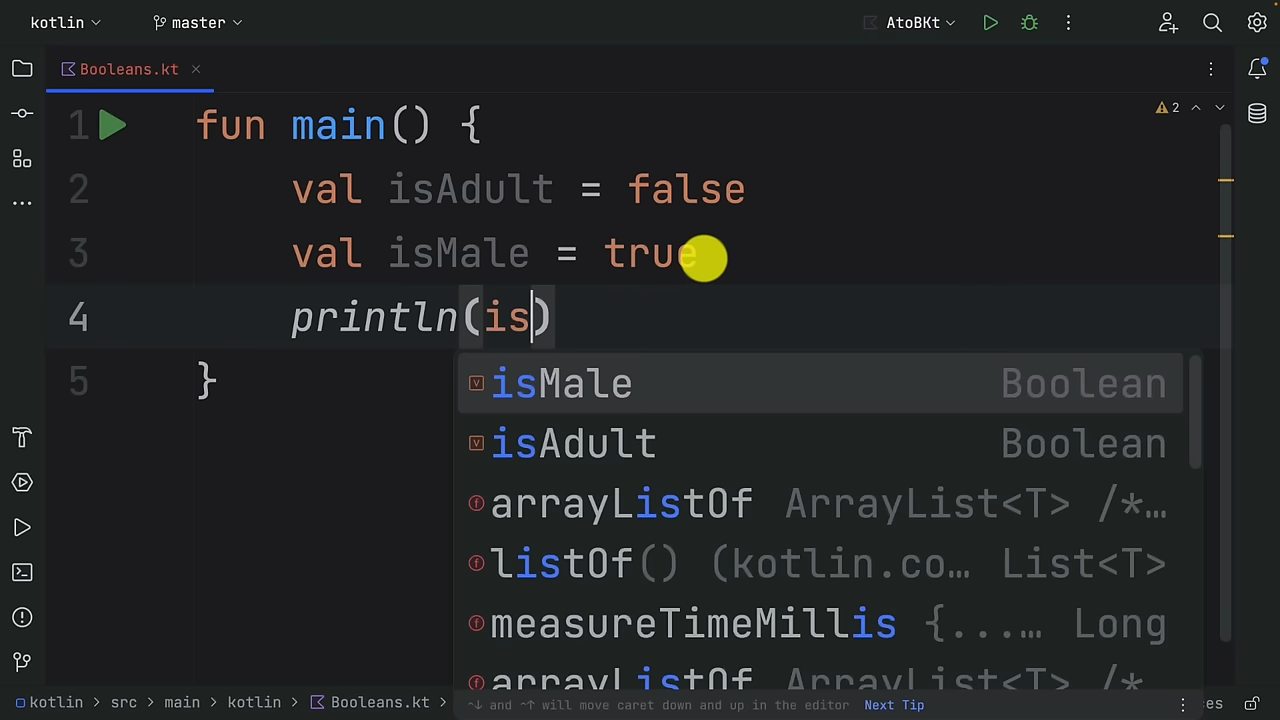 kotlin
master
AtoBKt
Booleans.kt
2
1 fun main() {
2 val isAdult = false
3 val isMale = true
4 println(is)
5 }
isMale Boolean
isAdult Boolean
arrayListOf ArrayList<T> /*…
listOf() (kotlin.co… List<T>
measureTimeMillis {...… Long
arrayListOf ArrayList<T> /*
and will move caret down and up in the editor Next Tip
kotlin > src > main > kotlin > Booleans.kt >